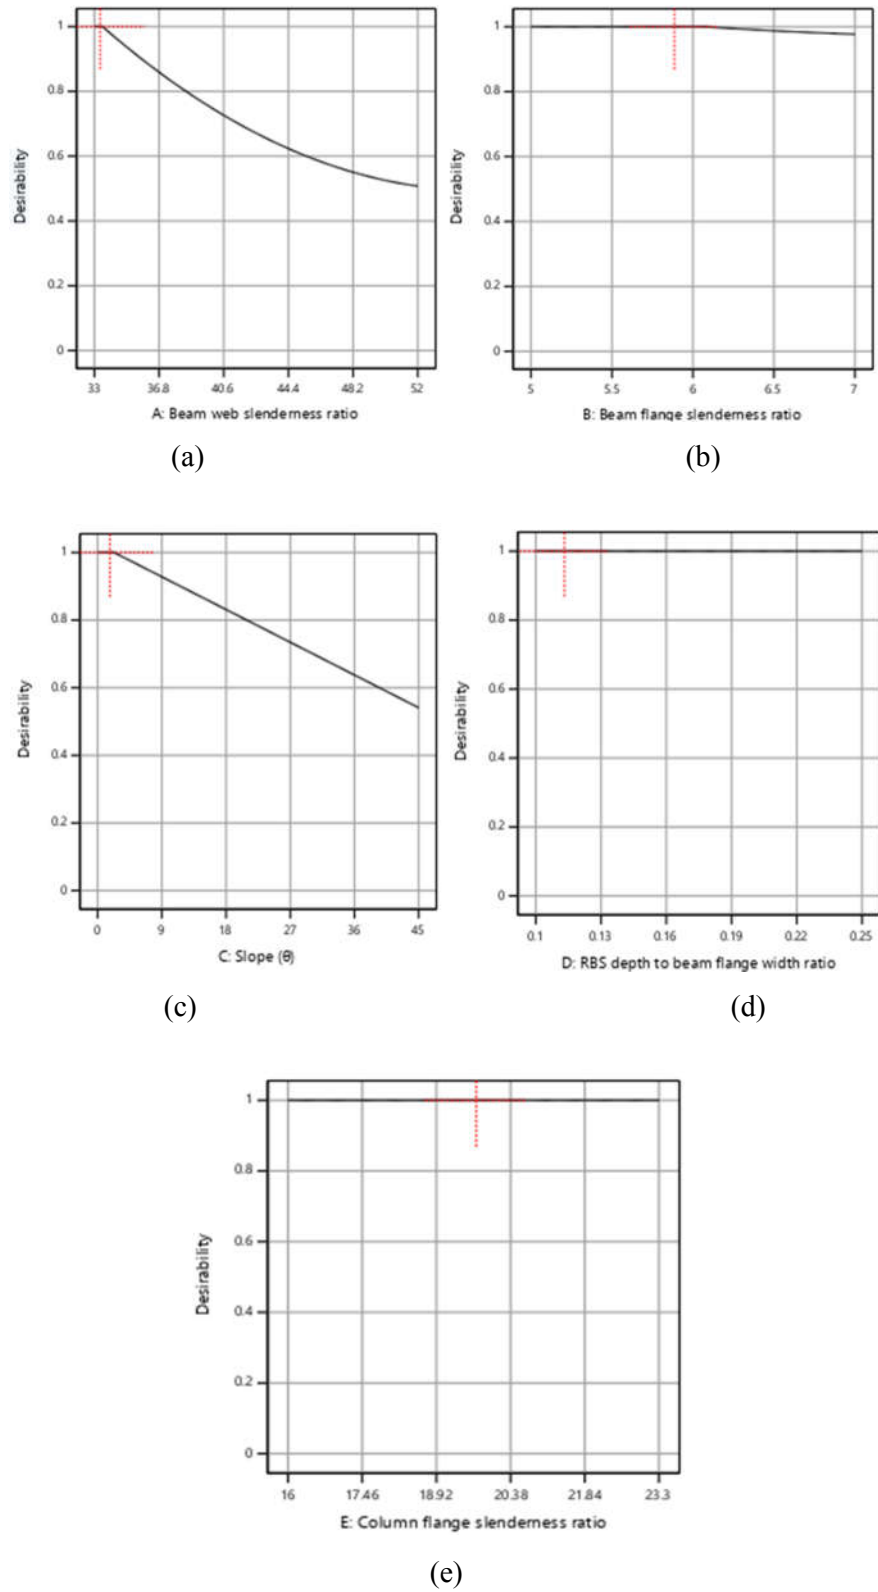 1
0.8
0.6
0.4
0.2
0
Desirability
33 36.8 40.6 44.4 48.2 52
A: Beam web slenderness ratio
(a)
1
0.8
0.6
0.4
0.2
0
Desirability
5 5.5 6 6.5 7
B: Beam flange slenderness ratio
(b)
1
0.8
0.6
0.4
0.2
0
Desirability
0 9 18 27 36 45
C: Slope (θ)
(c)
1
0.8
0.6
0.4
0.2
0
Desirability
0.1 0.13 0.16 0.19 0.22 0.25
D: RBS depth to beam flange width ratio
(d)
1
0.8
0.6
0.4
0.2
0
Desirability
16 17.46 18.92 20.38 21.84 23.3
E: Column flange slenderness ratio
(e)